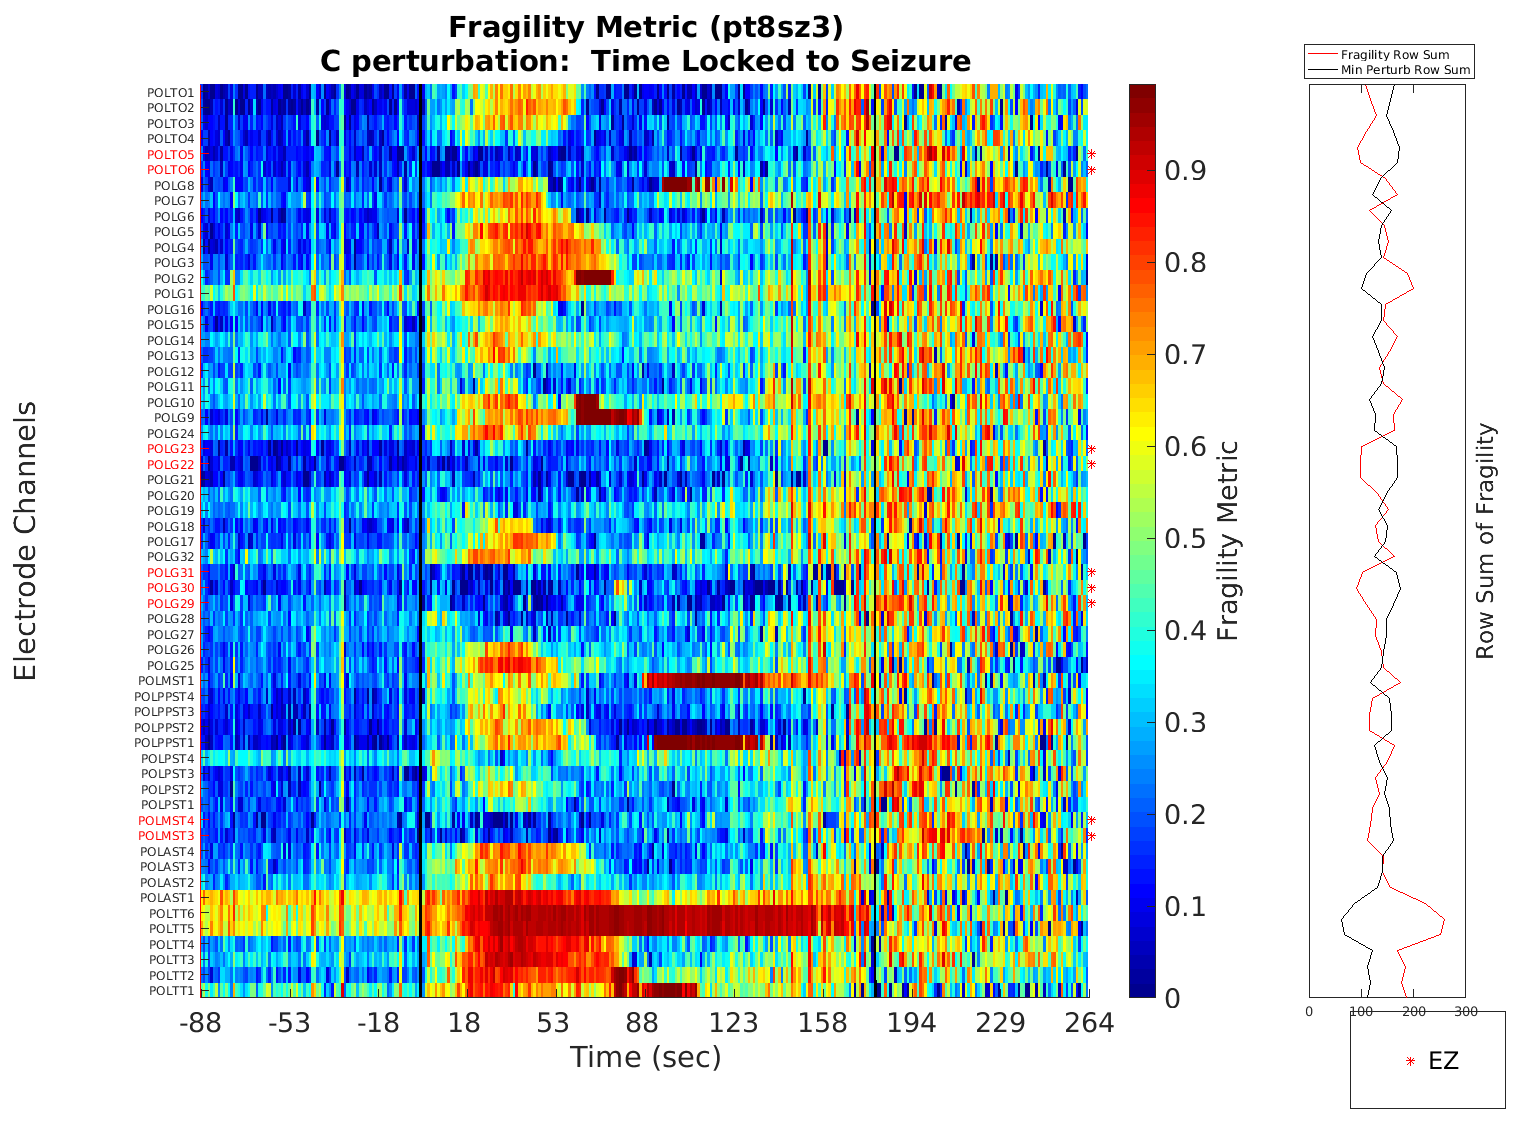 Fragility Metric (pt8sz3)
C perturbation:  Time Locked to Seizure
Electrode Channels
POLTO1
POLTO2
POLTO3
POLTO4
POLTO5
POLTO6
POLG8
POLG7
POLG6
POLG5
POLG4
POLG3
POLG2
POLG1
POLG16
POLG15
POLG14
POLG13
POLG12
POLG11
POLG10
POLG9
POLG24
POLG23
POLG22
POLG21
POLG20
POLG19
POLG18
POLG17
POLG32
POLG31
POLG30
POLG29
POLG28
POLG27
POLG26
POLG25
POLMST1
POLPPST4
POLPPST3
POLPPST2
POLPPST1
POLPST4
POLPST3
POLPST2
POLPST1
POLMST4
POLMST3
POLAST4
POLAST3
POLAST2
POLAST1
POLTT6
POLTT5
POLTT4
POLTT3
POLTT2
POLTT1
-88 -53 -18 18 53 88 123 158 194 229 264
Time (sec)
0.9
0.8
0.7
0.6
0.5
0.4
0.3
0.2
0.1
0
Fragility Metric
Fragility Row Sum
Min Perturb Row Sum
0 100 200 300
Row Sum of Fragility
EZ